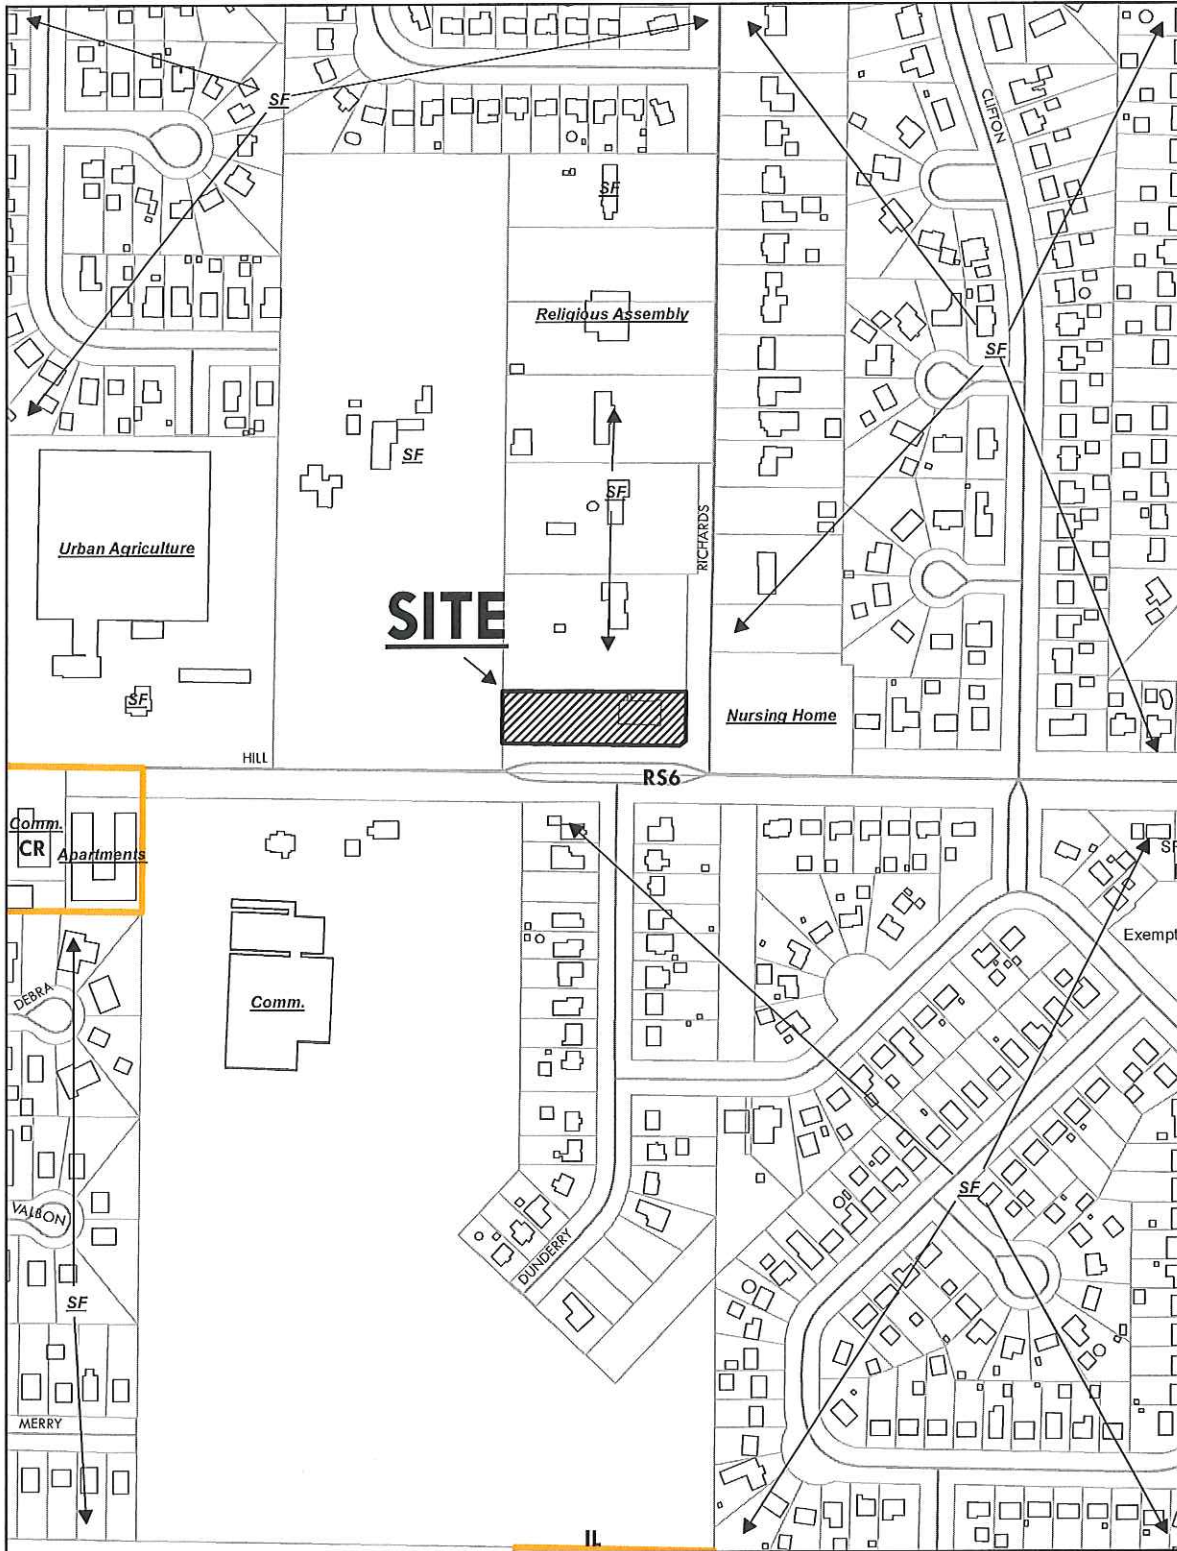 CLIFTON
SF
SF
Religious Assembly
SF
SF
SF
RICHARDS
Urban Agriculture
SITE
SF
Nursing Home
HILL
RS6
Comm.
CR
Apartments
SF
Exempt
DEBRA
Comm.
VALBON
SF
DUNDERRY
SF
MERRY
IL